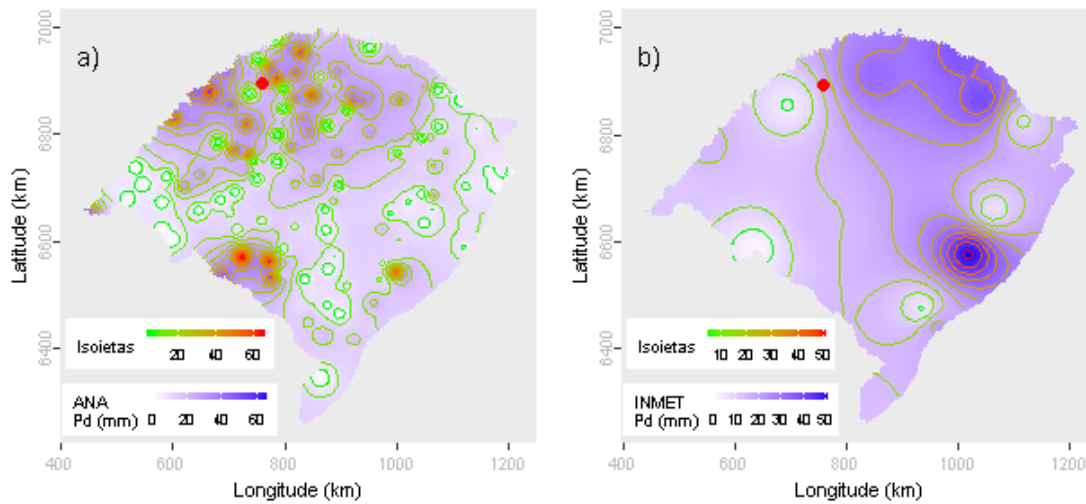 a)
7000
6800
6600
6400
Latitude (km)
Isoietas
20 40 60
ANA
Pd (mm)
0 20 40 60
400 600 800 1000 1200
Longitude (km)
b)
7000
6800
6600
6400
Latitude (km)
Isoietas
10 20 30 40 50
INMET
Pd (mm)
0 10 20 30 40 50
400 600 800 1000 1200
Longitude (km)